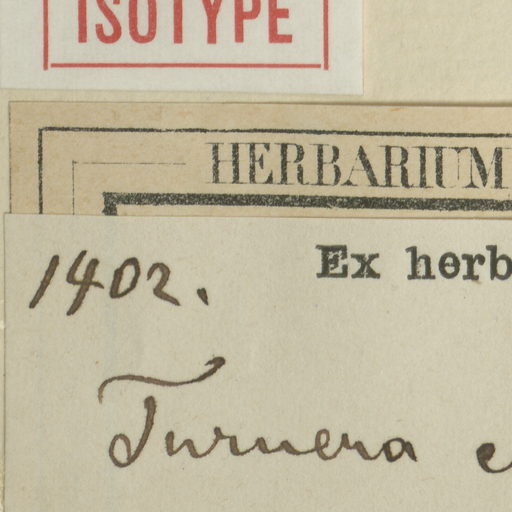 ISOTYPE
HERBARIUM
1402.
Ex herb
Turnera